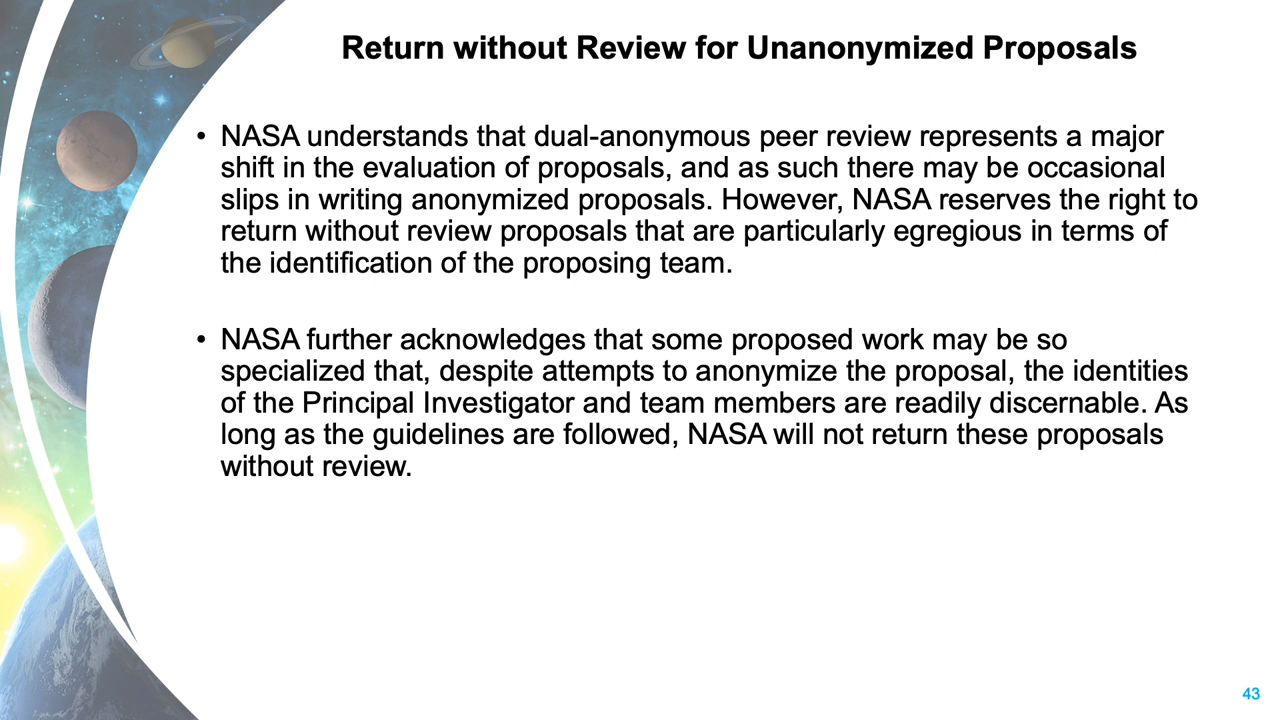 Return without Review for Unanonymized Proposals
• NASA understands that dual-anonymous peer review represents a major
shift in the evaluation of proposals, and as such there may be occasional
slips in writing anonymized proposals. However, NASA reserves the right to
return without review proposals that are particularly egregious in terms of
the identification of the proposing team.
• NASA further acknowledges that some proposed work may be so
specialized that, despite attempts to anonymize the proposal, the identities
of the Principal Investigator and team members are readily discernable. As
long as the guidelines are followed, NASA will not return these proposals
without review.
43